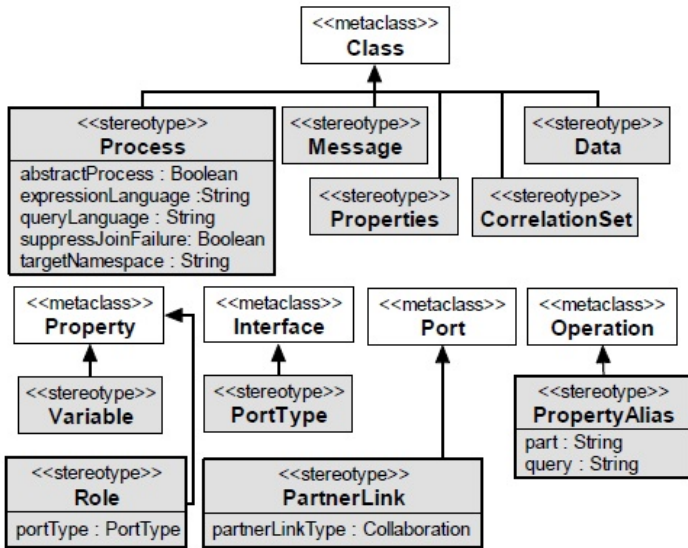 <<metaclass>>
Class
<<stereotype>>
Process
abstractProcess : Boolean
expressionLanguage :String
queryLanguage : String
suppressJoinFailure: Boolean
targetNamespace : String
<<stereotype>>
Message
<<stereotype>>
Properties
<<stereotype>>
CorrelationSet
<<stereotype>>
Data
<<metaclass>>
Property
<<metaclass>>
Interface
<<metaclass>>
Port
<<metaclass>>
Operation
<<stereotype>>
Variable
<<stereotype>>
PortType
<<stereotype>>
PropertyAlias
part : String
query : String
<<stereotype>>
Role
portType : PortType
<<stereotype>>
PartnerLink
partnerLinkType : Collaboration